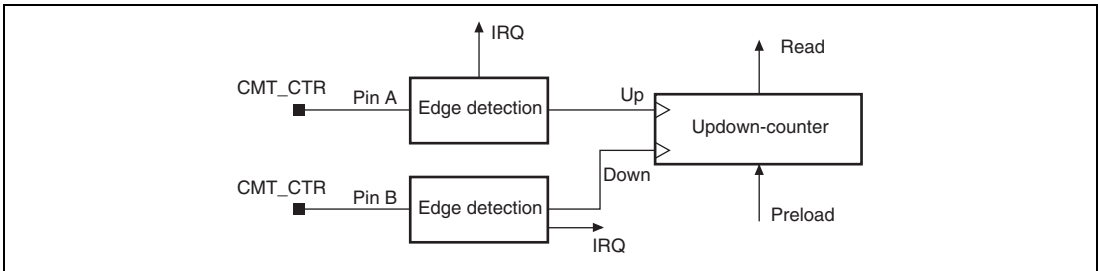 IRQ
Read
CMT_CTR
Pin A
Edge detection
Up
Updown-counter
CMT_CTR
Pin B
Edge detection
Down
IRQ
Preload